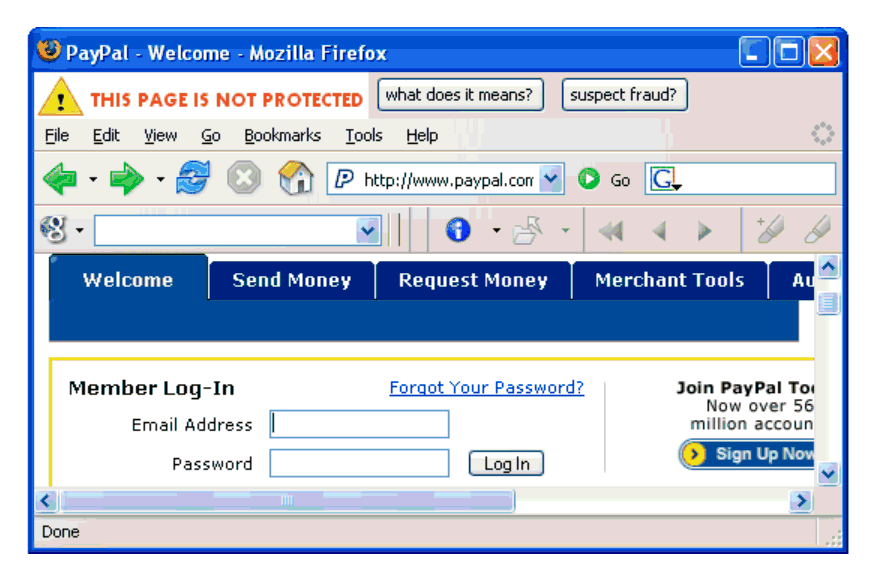 PayPal - Welcome - Mozilla Firefox
THIS PAGE IS NOT PROTECTED what does it means? suspect fraud?
File Edit View Go Bookmarks Tools Help
http://www.paypal.com Go G
Welcome Send Money Request Money Merchant Tools Au
Member Log-In Forgot Your Password? Join PayPal Too
Now over 56
Email Address million accoun
Sign Up Now
Password Log In
Done